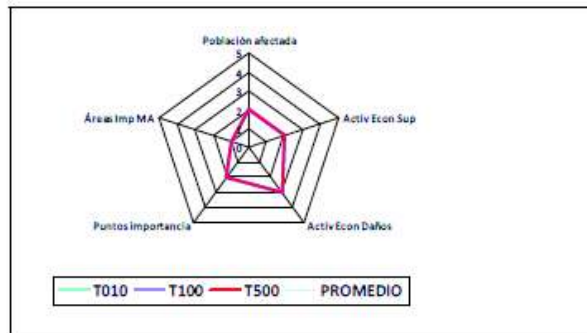 Población afectada
5
4
3
2
1
0
Áreas Imp MA
Activ Econ Sup
Puntos importancia
Activ Econ Daños
T010 T100 T500 PROMEDIO